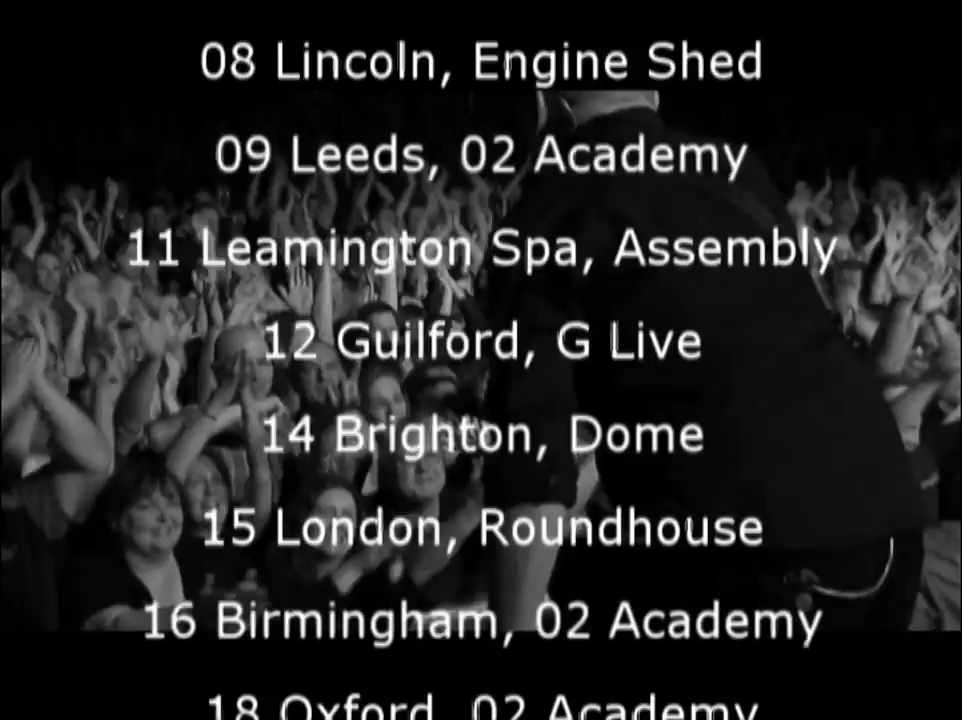 08 Lincoln, Engine Shed
09 Leeds, 02 Academy
11 Leamington Spa, Assembly
12 Guilford, G Live
14 Brighton, Dome
15 London, Roundhouse
16 Birmingham, 02 Academy
18 Oxford, 02 Academy